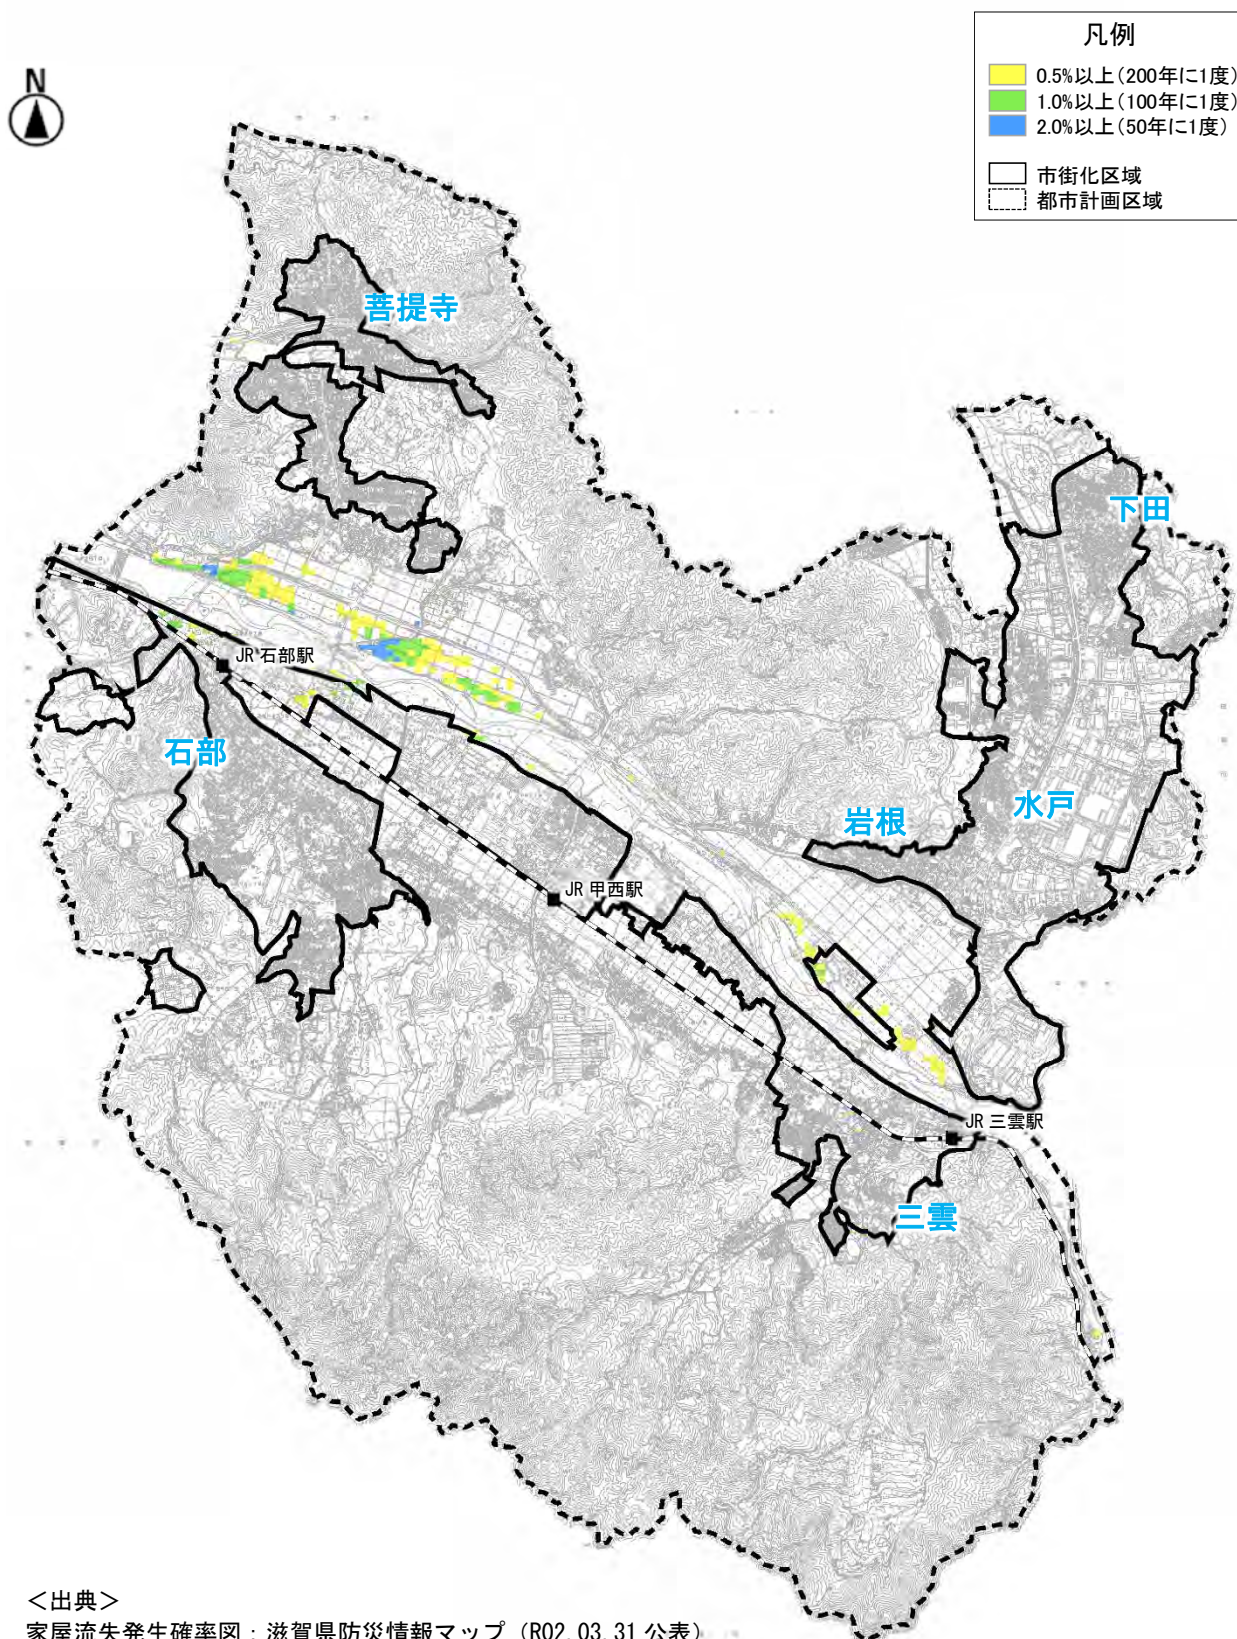 凡例
0.5%以上(200年に1度)
1.0%以上(100年に1度)
2.0%以上(50年に1度)
市街化区域
都市計画区域
N
菩提寺
下田
JR 石部駅
石部
水戸
岩根
JR 甲西駅
JR 三雲駅
三雲
＜出典＞
家屋流失発生確率図：滋賀県防災情報マップ（R02.03.31 公表）